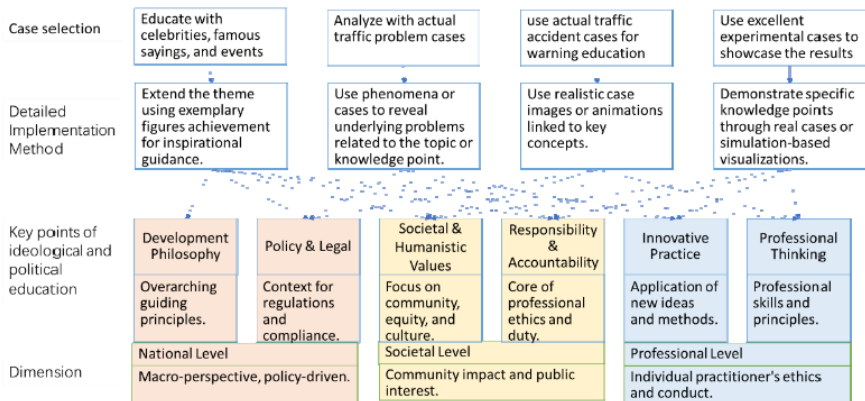 Case selection
Educate with
celebrities, famous
sayings, and events
Analyze with actual
traffic problem cases
use actual traffic
accident cases for
warning education
Use excellent
experimental cases to
showcase the results
Detailed
Implementation
Method
Extend the theme
using exemplary
figures achievement
for inspirational
guidance.
Use phenomena or
cases to reveal
underlying problems
related to the topic or
knowledge point.
Use realistic case
images or animations
linked to key
concepts.
Demonstrate specific
knowledge points
through real cases or
simulation-based
visualizations.
Key points of
ideological and
political
education
Development
Philosophy
Policy & Legal
Societal &
Humanistic
Values
Responsibility
&
Accountability
Innovative
Practice
Professional
Thinking
Overarching
guiding
principles.
Context for
regulations
and
compliance.
Focus on
community,
equity, and
culture.
Core of
professional
ethics and
duty.
Application of
new ideas
and methods.
Professional
skills and
principles.
Dimension
National Level
Macro-perspective, policy-driven.
Societal Level
Community impact and public
interest.
Professional Level
Individual practitioner's ethics
and conduct.